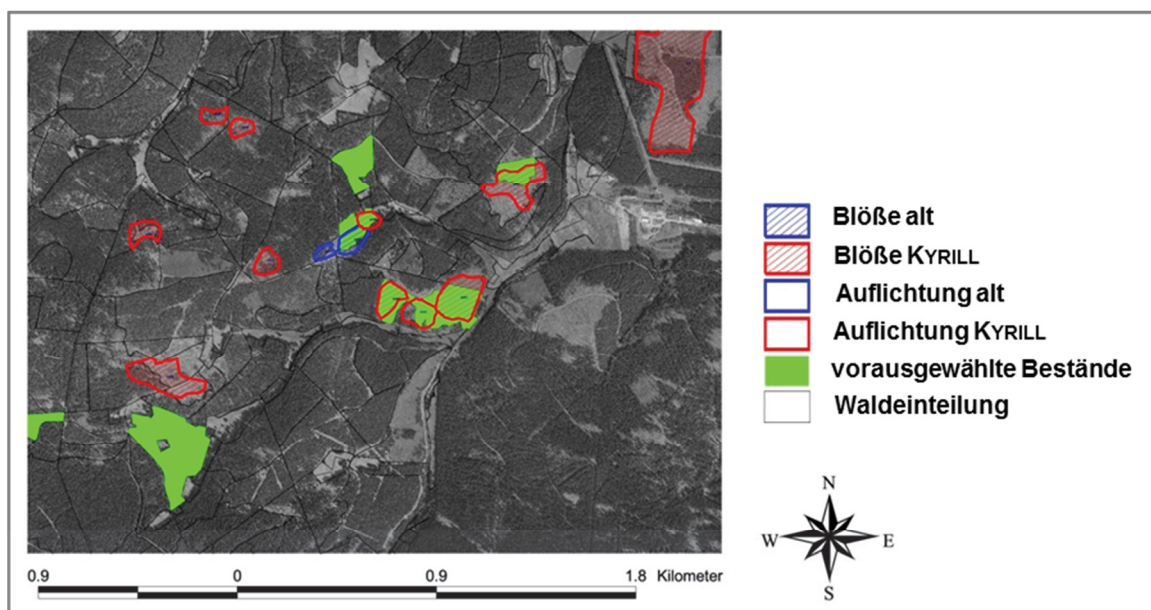 Blöße alt
Blöße KYRILL
Auflichtung alt
Auflichtung KYRILL
vorausgewählte Bestände
Waldeinteilung
N
W E
S
0.9 0 0.9 1.8 Kilometer